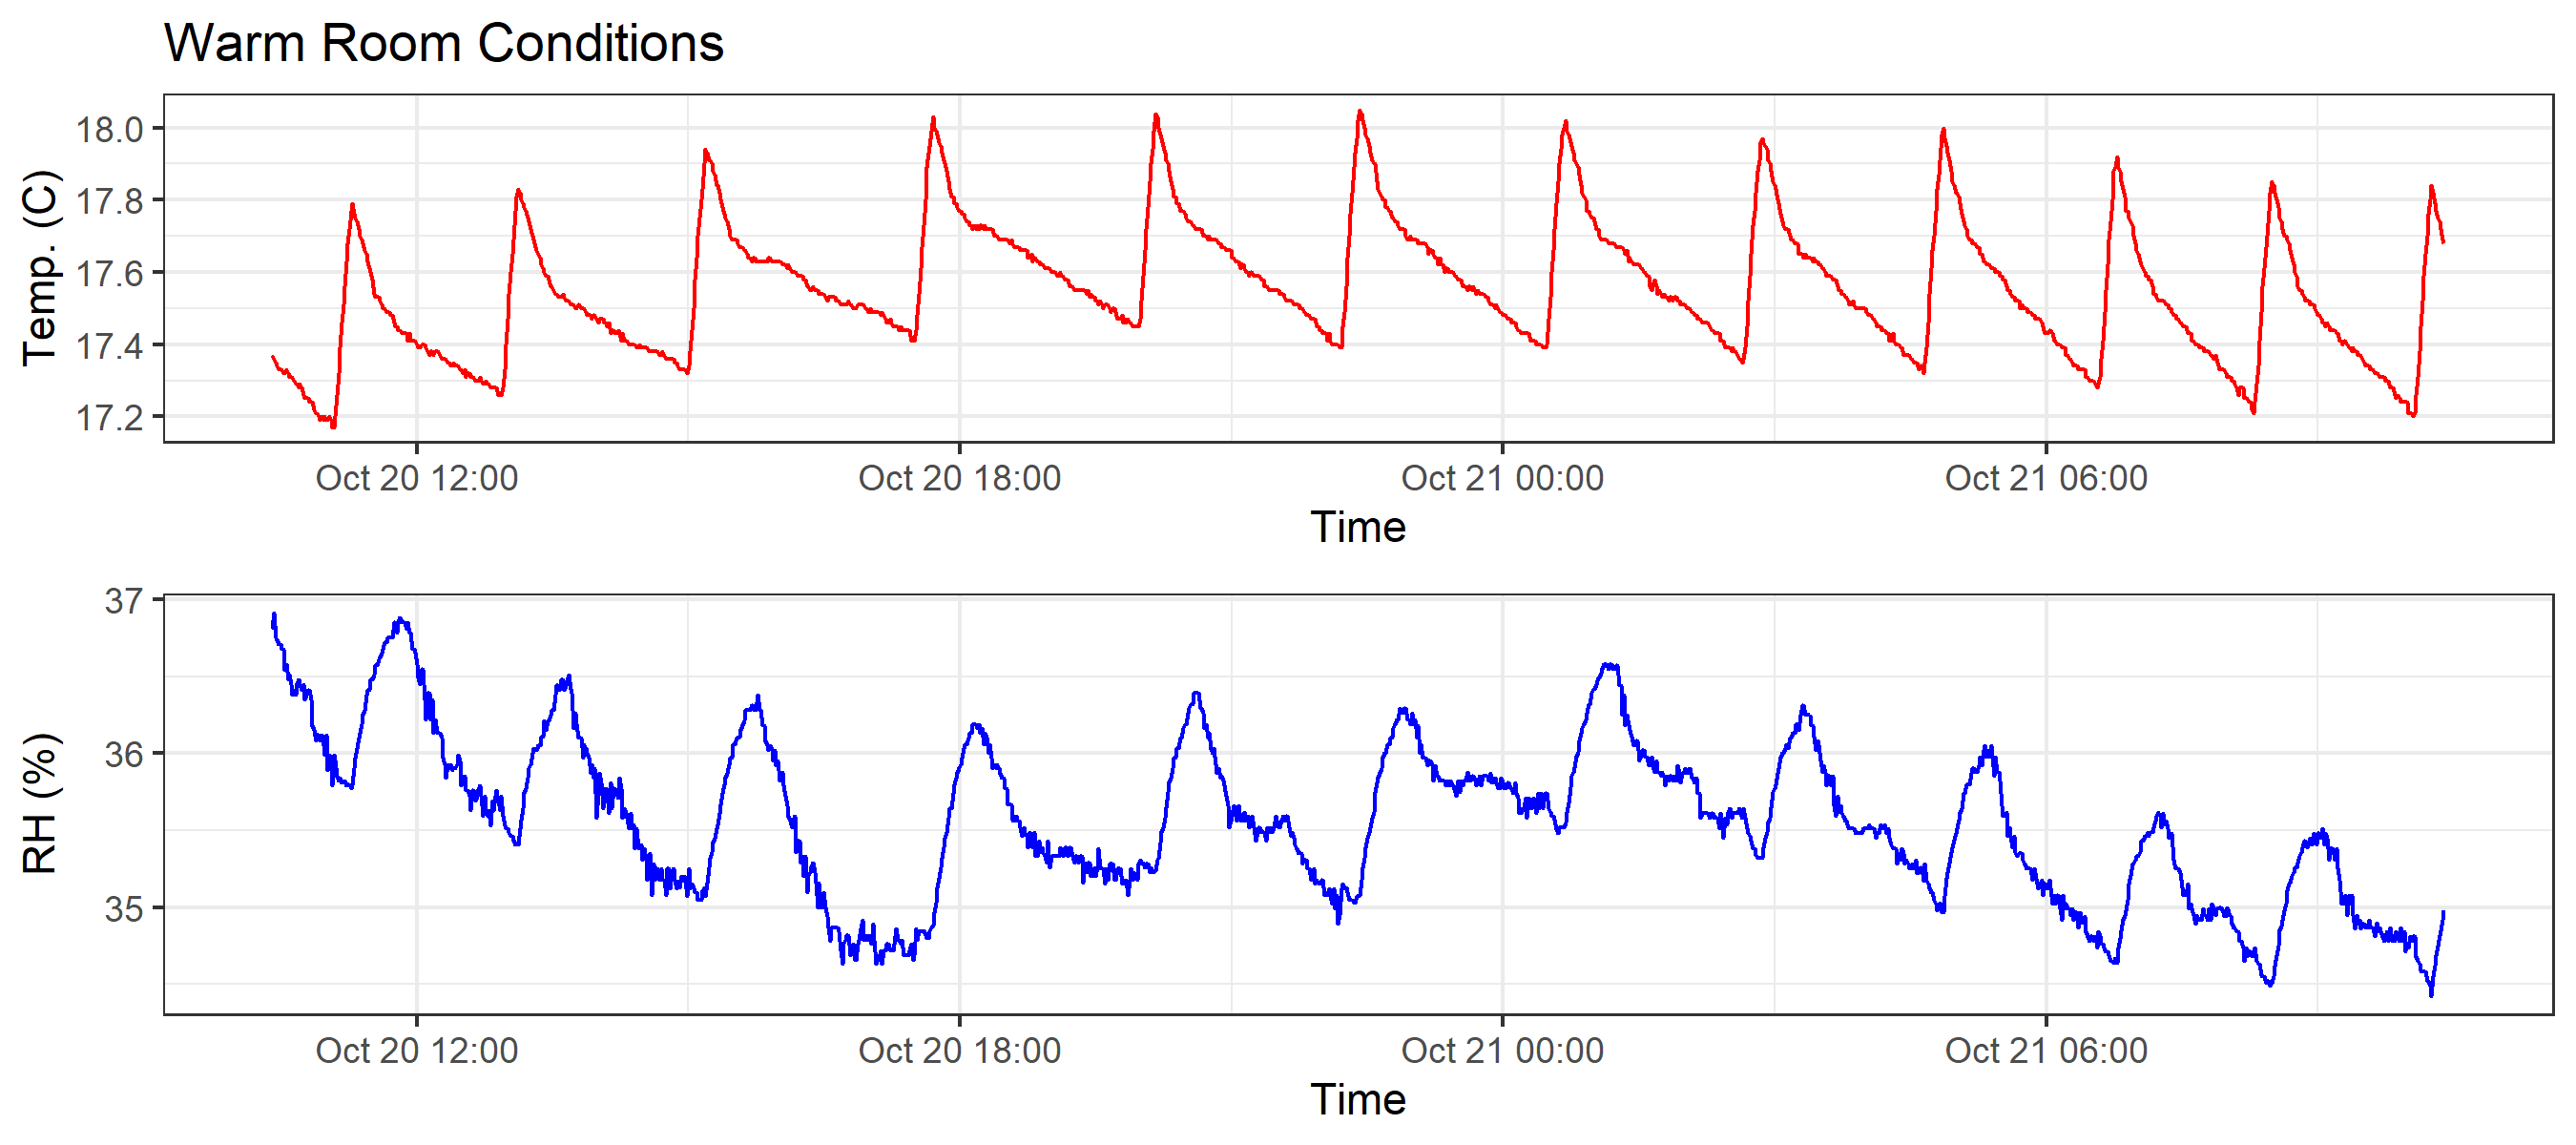 Warm Room Conditions
Temp. (C)
18.0
17.8
17.6
17.4
17.2
Oct 20 12:00 Oct 20 18:00 Oct 21 00:00 Oct 21 06:00
Time
RH (%)
37
36
35
Oct 20 12:00 Oct 20 18:00 Oct 21 00:00 Oct 21 06:00
Time